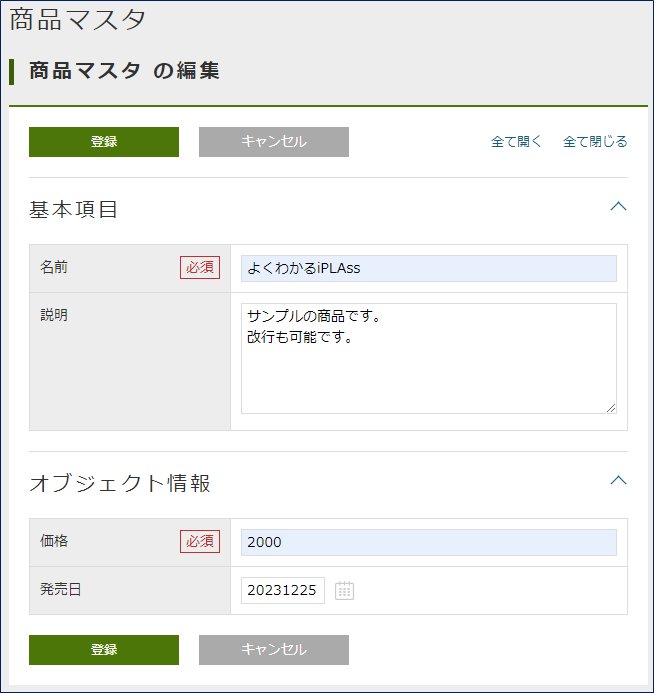 商品マスタ
商品マスタ の編集
登録 キャンセル 全て開く 全て閉じる
基本項目
名前 必須 よくわかるiPLAss
説明 サンプルの商品です。
改行も可能です。
オブジェクト情報
価格 必須 2000
発売日 20231225
登録 キャンセル